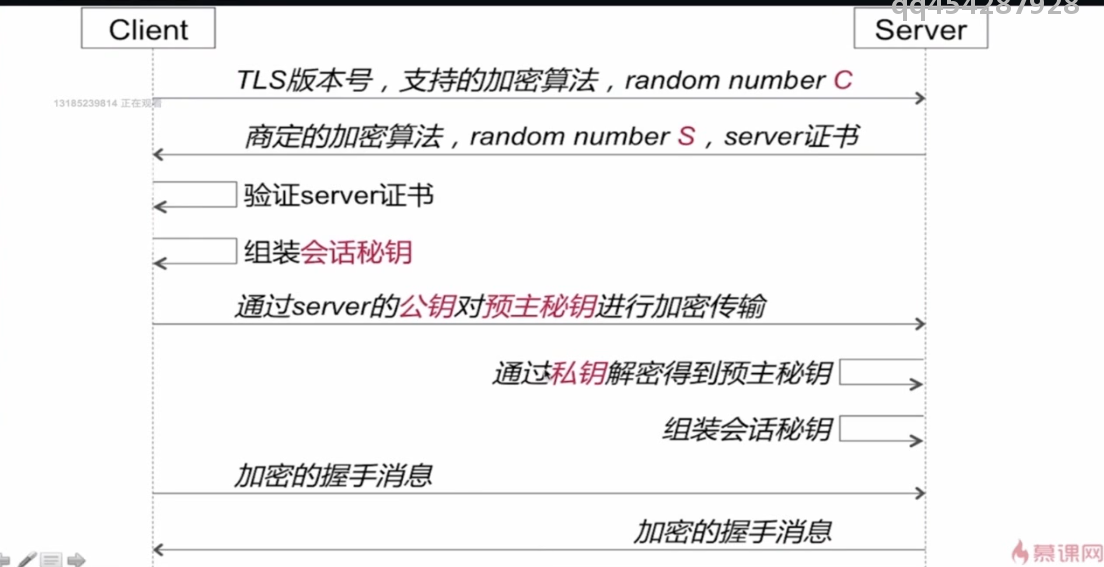 qq454287928
Client
Server
TLS版本号，支持的加密算法，random number C
13185239814 正在观看
商定的加密算法，random number S，server证书
验证server证书
组装会话秘钥
通过server的公钥对预主秘钥进行加密传输
通过私钥解密得到预主秘钥
组装会话秘钥
加密的握手消息
加密的握手消息
慕课网